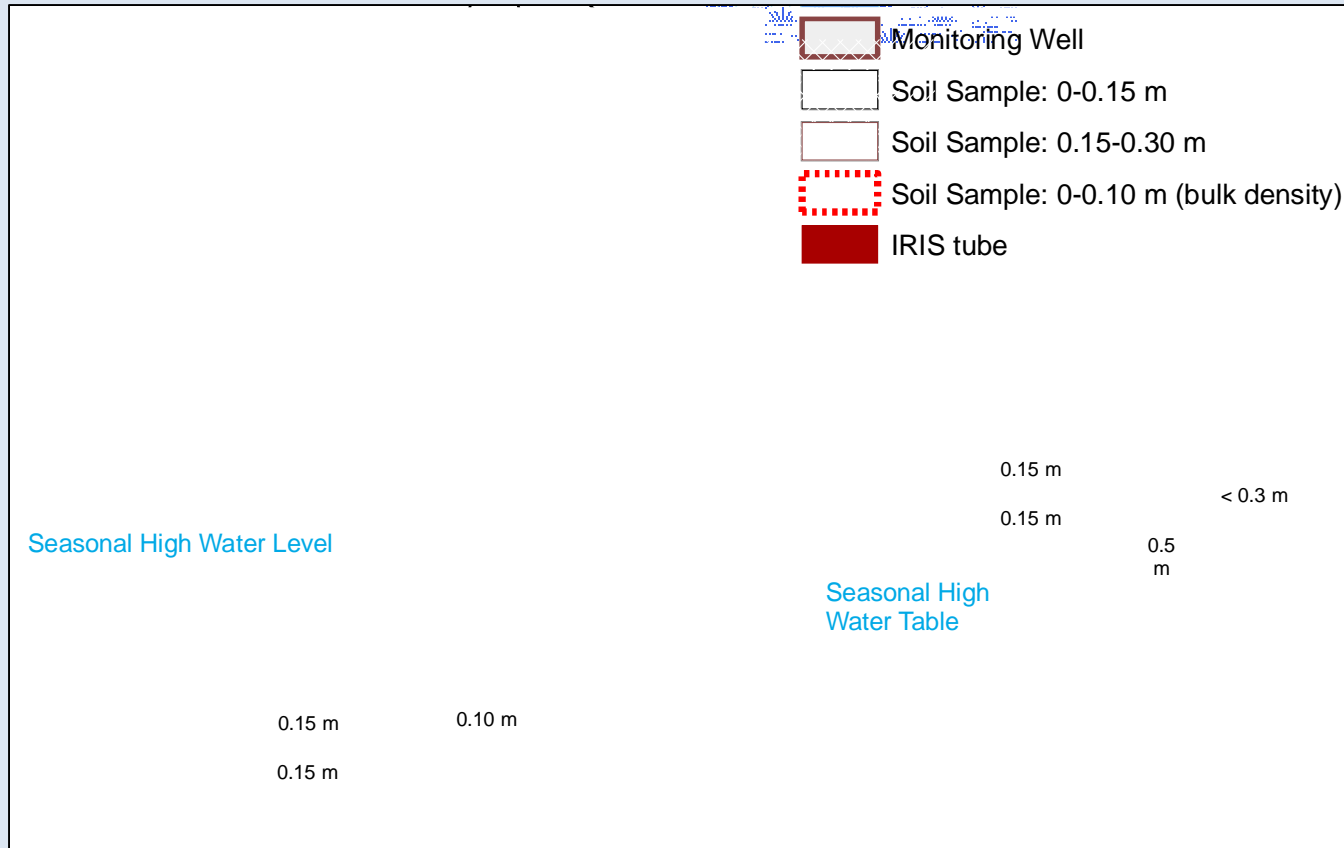 Monitoring Well
Soil Sample: 0-0.15 m
Soil Sample: 0.15-0.30 m
Soil Sample: 0-0.10 m (bulk density)
IRIS tube
0.15 m
< 0.3 m
0.15 m
Seasonal High Water Level
0.5
m
Seasonal High
Water Table
0.15 m
0.10 m
0.15 m